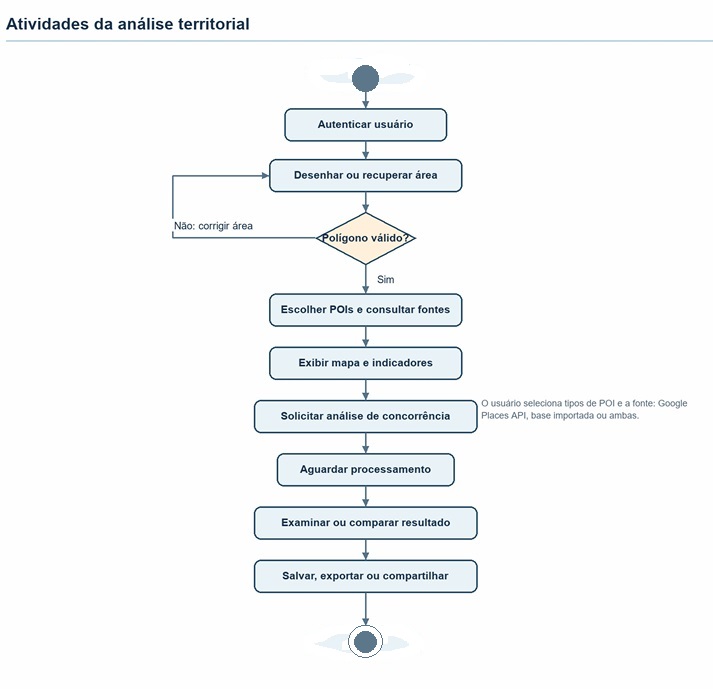 Atividades da análise territorial
Autenticar usuário
Desenhar ou recuperar área
Não: corrigir área
Polígono válido?
Sim
Escolher POIs e consultar fontes
Exibir mapa e indicadores
Solicitar análise de concorrência
O usuário seleciona tipos de POI e a fonte: Google
Places API, base importada ou ambas.
Aguardar processamento
Examinar ou comparar resultado
Salvar, exportar ou compartilhar